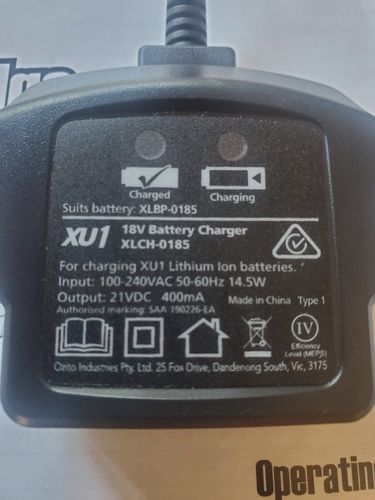 Charged
Charging
Suits battery: XLBP-0185
XU1 18V Battery Charger
XLCH-0185
For charging XU1 Lithium Ion batteries.
Input: 100-240VAC 50-60Hz 14.5W
Output: 21VDC 400mA Made in China Type 1
Authorised marking: SAA 190226-EA
IV
Efficiency
Level (MEPS)
Ozito Industries Pty. Ltd. 25 Fox Drive, Dandenong South, Vic, 3175
Operatin